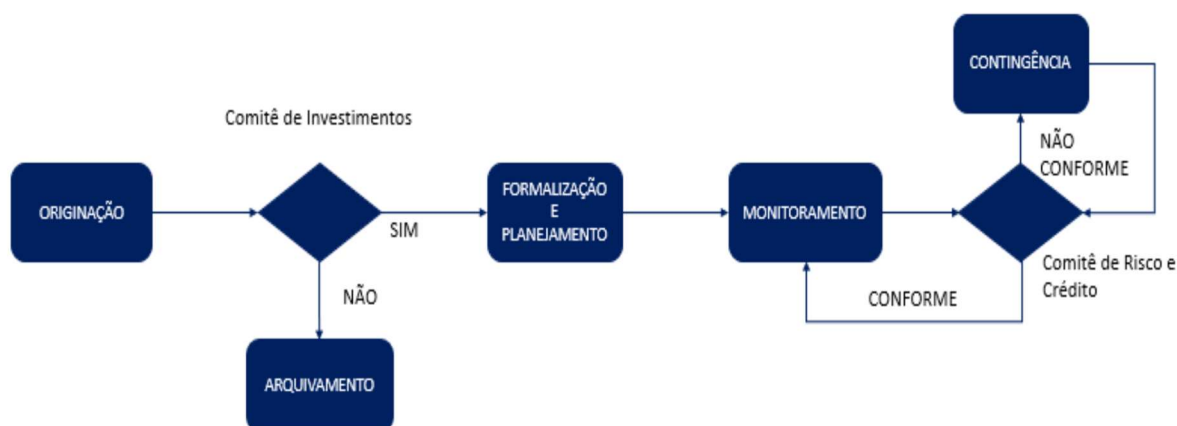 CONTINGÊNCIA
Comitê de Investimentos
NÃO
CONFORME
ORIGINAÇÃO
SIM
FORMALIZAÇÃO
E
PLANEJAMENTO
MONITORAMENTO
Comitê de Risco e
Crédito
NÃO
CONFORME
ARQUIVAMENTO